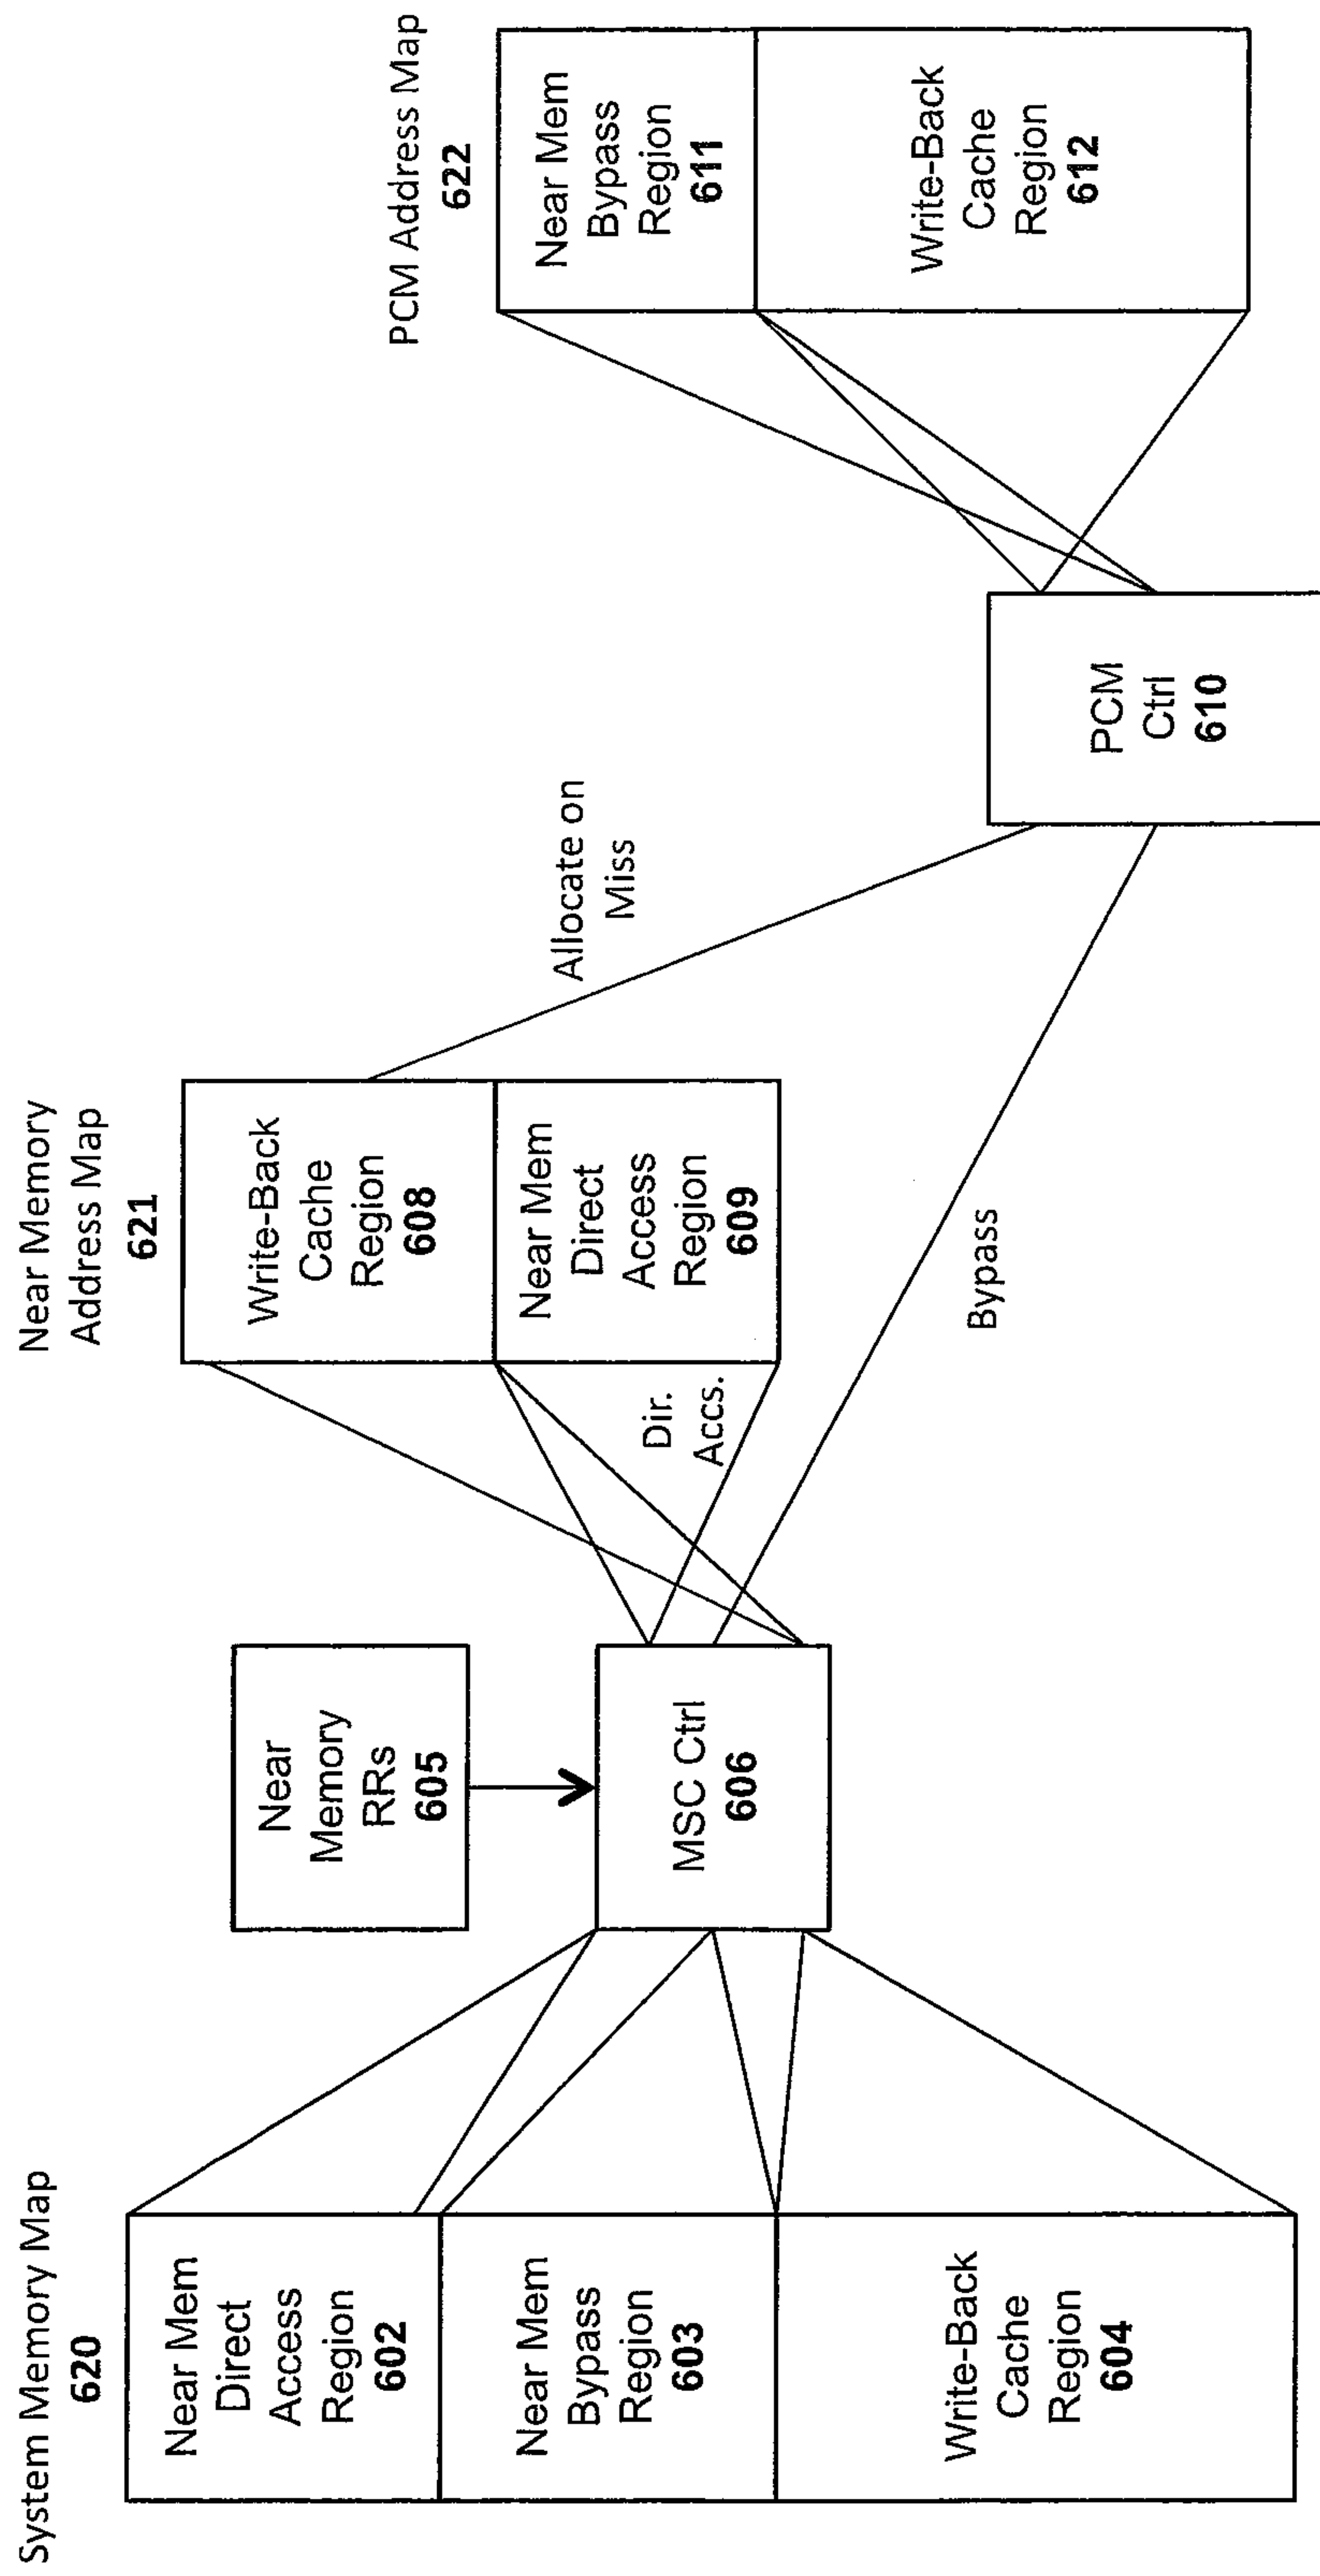 System Memory Map
620
Near Mem
Direct
Access
Region
602
Near Mem
Bypass
Region
603
Write-Back
Cache
Region
604
Near
Memory
RRs
605
MSC Ctrl
606
Near Memory
Address Map
621
Write-Back
Cache
Region
608
Near Mem
Direct
Access
Region
609
Dir.
Accs.
Bypass
Allocate on
Miss
PCM
Ctrl
610
PCM Address Map
622
Near Mem
Bypass
Region
611
Write-Back
Cache
Region
612